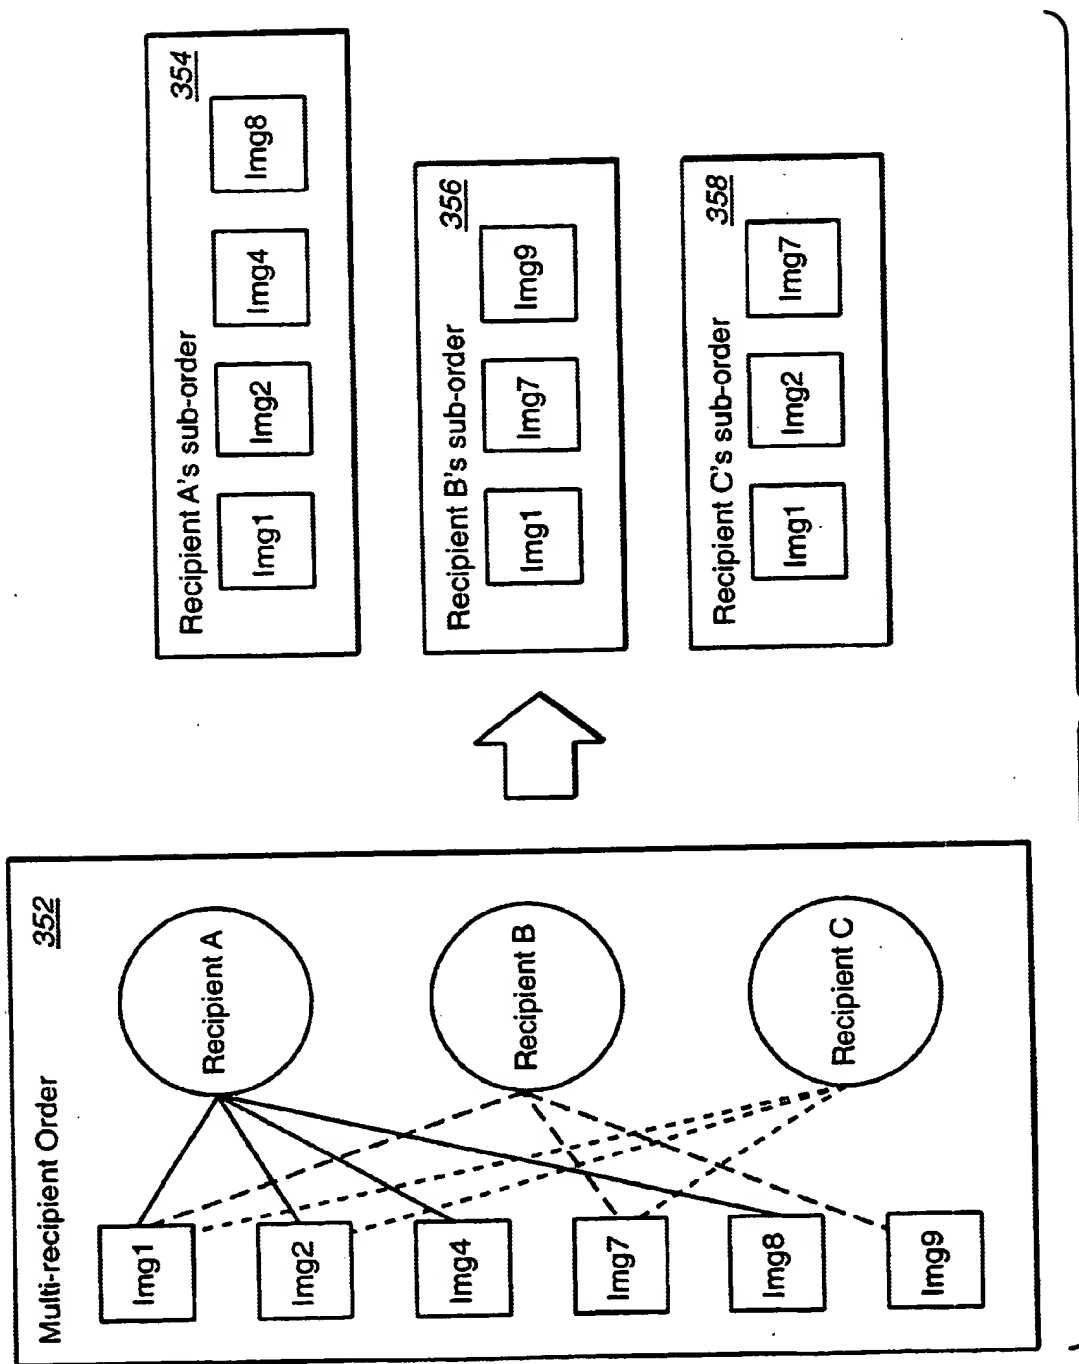 Multi-recipient Order 352
Img1
Img2
Img4
Img7
Img8
Img9
Recipient A
Recipient B
Recipient C
Recipient A's sub-order 354
Img1 Img2 Img4 Img8
Recipient B's sub-order 356
Img1 Img7 Img9
Recipient C's sub-order 358
Img1 Img2 Img7